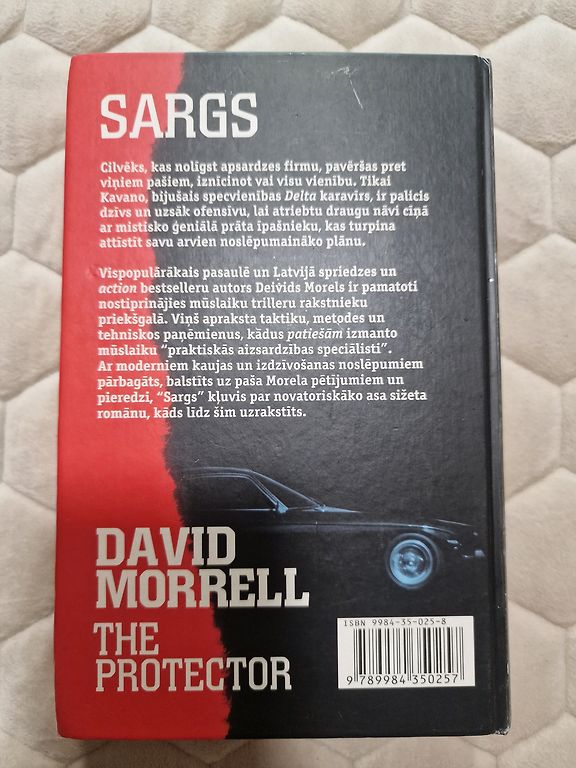 SARGS
Cilvēks, kas nolīgst apsardzes firmu, pavēršas pret
viņiem pašiem, iznīcinot vai visu vienību. Tikai
Kavano, bijušais specvienības Delta karavīrs, ir palicis
dzīvs un uzsāk ofensīvu, lai atriebtu draugu nāvi cīņā
ar mistisko ģeniālā prāta īpašnieku, kas turpina
attīstīt savu arvien noslēpumaināko plānu.
Vispopulārākais pasaulē un Latvijā spriedzes un
action bestselleru autors Deivids Morels ir pamatoti
nostiprinājies mūslaiku trilleru rakstnieku
priekšgalā. Viņš apraksta taktiku, metodes un
tehniskos paņēmienus, kādus patiešām izmanto
mūslaiku “praktiskās aizsardzības speciālisti”.
Ar moderniem kaujas un izdzīvošanas noslēpumiem
pārbagāts, balstīts uz paša Morela pētījumiem un
pieredzi, “Sargs” kļuvis par novatoriskāko asa sižeta
romānu, kāds līdz šim uzrakstīts.
DAVID
MORRELL
THE
PROTECTOR
ISBN 9984-35-025-8
9 789984 350257